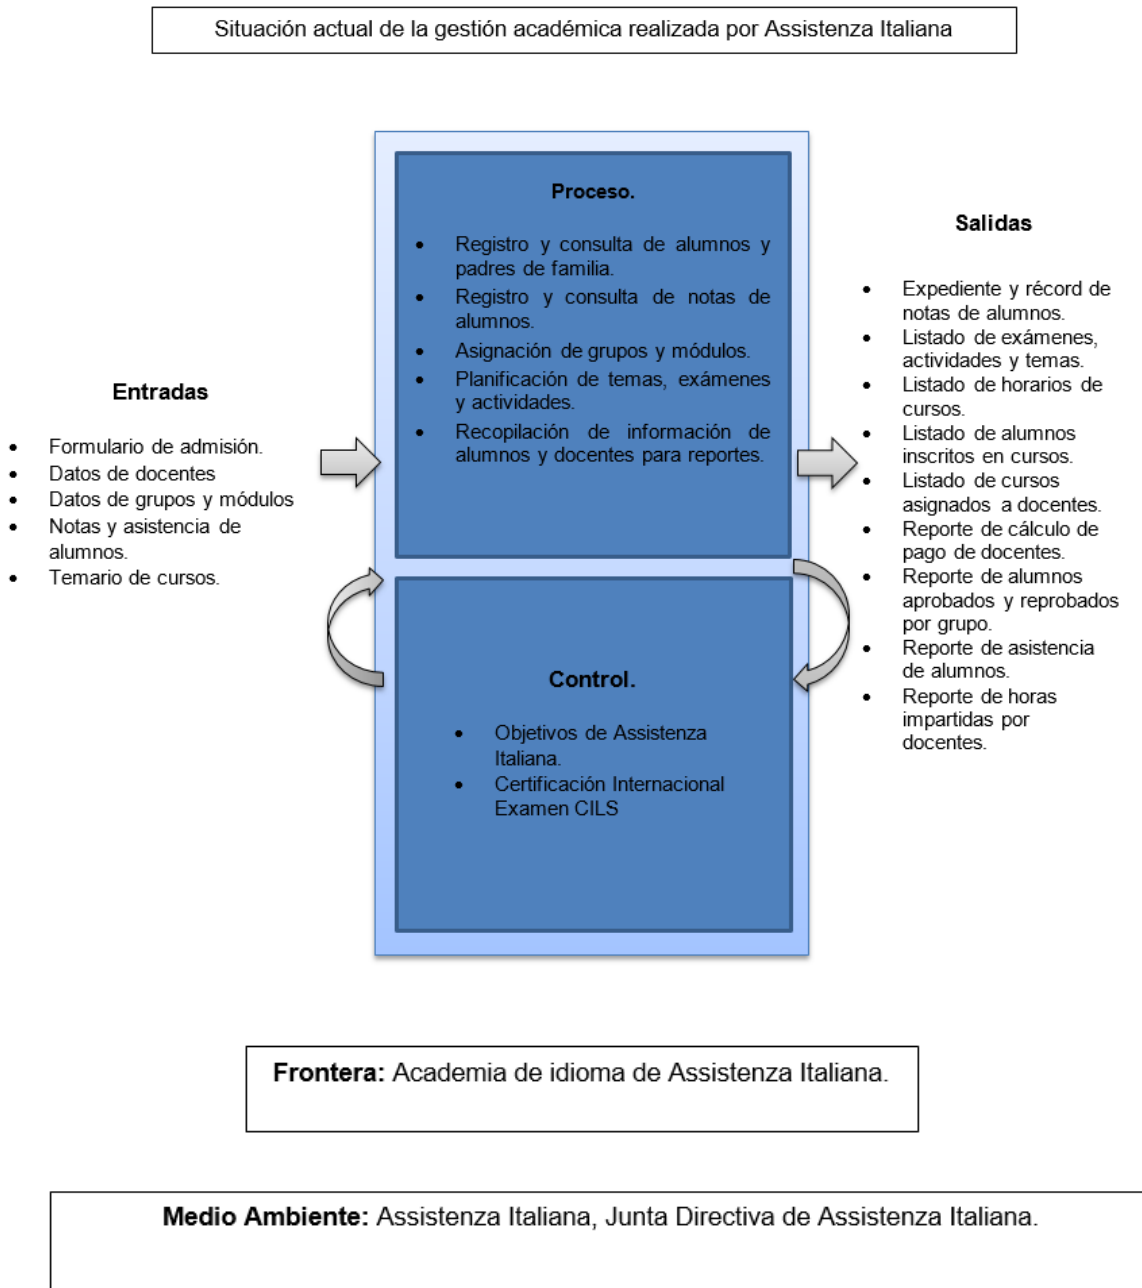 Situación actual de la gestión académica realizada por Assistenza Italiana
Entradas
• Formulario de admisión.
• Datos de docentes
• Datos de grupos y módulos
• Notas y asistencia de
alumnos.
• Temario de cursos.
Proceso.
• Registro y consulta de alumnos y
padres de familia.
• Registro y consulta de notas de
alumnos.
• Asignación de grupos y módulos.
• Planificación de temas, exámenes
y actividades.
• Recopilación de información de
alumnos y docentes para reportes.
Control.
• Objetivos de Assistenza
Italiana.
• Certificación Internacional
Examen CILS
Salidas
• Expediente y récord de
notas de alumnos.
• Listado de exámenes,
actividades y temas.
• Listado de horarios de
cursos.
• Listado de alumnos
inscritos en cursos.
• Listado de cursos
asignados a docentes.
• Reporte de cálculo de
pago de docentes.
• Reporte de alumnos
aprobados y reprobados
por grupo.
• Reporte de asistencia
de alumnos.
• Reporte de horas
impartidas por
docentes.
Frontera: Academia de idioma de Assistenza Italiana.
Medio Ambiente: Assistenza Italiana, Junta Directiva de Assistenza Italiana.